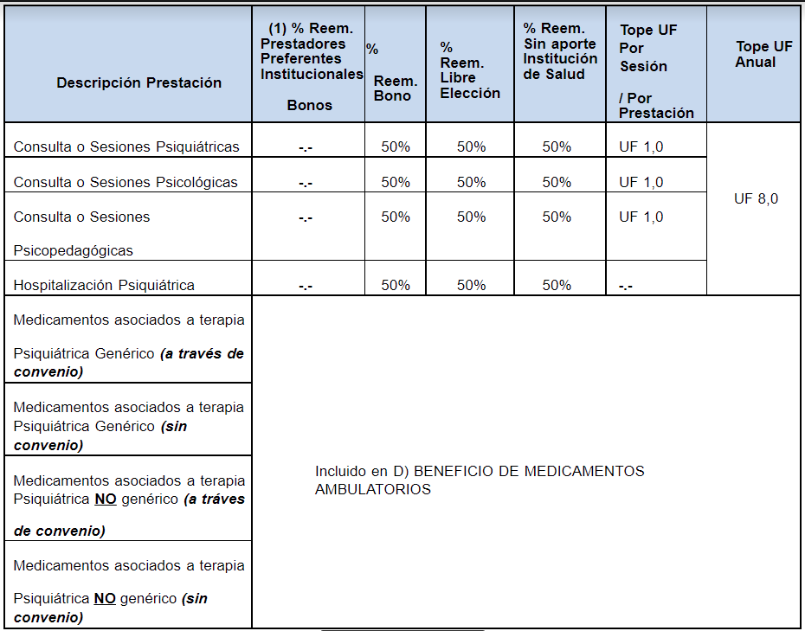 Descripción Prestación
(1) % Reem.
Prestadores
Preferentes
Institucionales
Bonos
%
Reem.
Bono
%
Reem.
Libre
Elección
% Reem.
Sin aporte
Institución
de Salud
Tope UF
Por
Sesión
/ Por
Prestación
Tope UF
Anual
Consulta o Sesiones Psiquiátricas -.- 50% 50% 50% UF 1,0
Consulta o Sesiones Psicológicas -.- 50% 50% 50% UF 1,0
UF 8,0
Consulta o Sesiones -.- 50% 50% 50% UF 1,0
Psicopedagógicas
Hospitalización Psiquiátrica -.- 50% 50% 50% -.-
Medicamentos asociados a terapia
Psiquiátrica Genérico (a través de
convenio)
Medicamentos asociados a terapia
Psiquiátrica Genérico (sin
convenio)
Medicamentos asociados a terapia
Psiquiátrica NO genérico (a tráves
de convenio)
Medicamentos asociados a terapia
Psiquiátrica NO genérico (sin
convenio)
Incluido en D) BENEFICIO DE MEDICAMENTOS
AMBULATORIOS